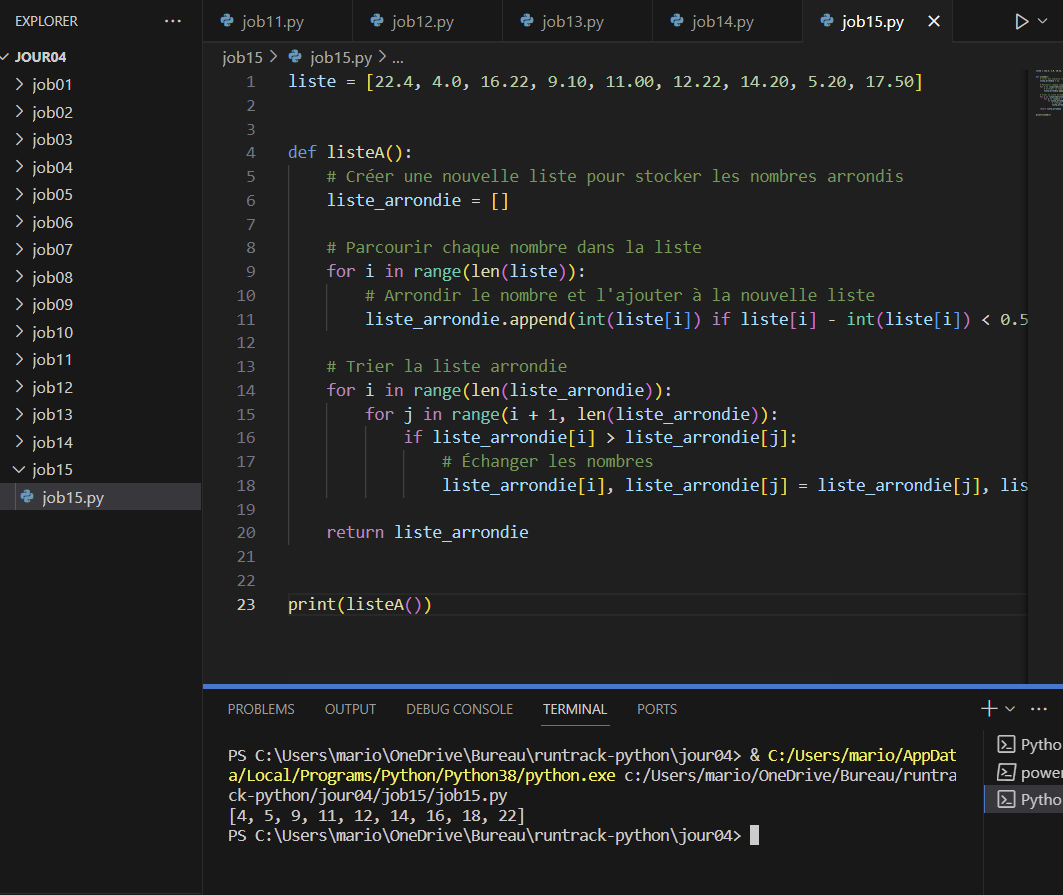 EXPLORER
JOUR04
job01
job02
job03
job04
job05
job06
job07
job08
job09
job10
job11
job12
job13
job14
job15
job15.py
job11.py job12.py job13.py job14.py job15.py
job15 > job15.py > ...
1 liste = [22.4, 4.0, 16.22, 9.10, 11.00, 12.22, 14.20, 5.20, 17.50]
2
3
4 def listeA():
5     # Créer une nouvelle liste pour stocker les nombres arrondis
6     liste_arrondie = []
7
8     # Parcourir chaque nombre dans la liste
9     for i in range(len(liste)):
10         # Arrondir le nombre et l'ajouter à la nouvelle liste
11         liste_arrondie.append(int(liste[i]) if liste[i] - int(liste[i]) < 0.5
12
13     # Trier la liste arrondie
14     for i in range(len(liste_arrondie)):
15         for j in range(i + 1, len(liste_arrondie)):
16             if liste_arrondie[i] > liste_arrondie[j]:
17                 # Échanger les nombres
18                 liste_arrondie[i], liste_arrondie[j] = liste_arrondie[j], lis
19
20     return liste_arrondie
21
22
23 print(listeA())
PROBLEMS OUTPUT DEBUG CONSOLE TERMINAL PORTS
PS C:\Users\mario\OneDrive\Bureau\runtrack-python\jour04> & C:/Users/mario/AppDat
a/Local/Programs/Python/Python38/python.exe c:/Users/mario/OneDrive/Bureau/runtra
ck-python/jour04/job15/job15.py
[4, 5, 9, 11, 12, 14, 16, 18, 22]
PS C:\Users\mario\OneDrive\Bureau\runtrack-python\jour04>
Pytho
power
Pytho